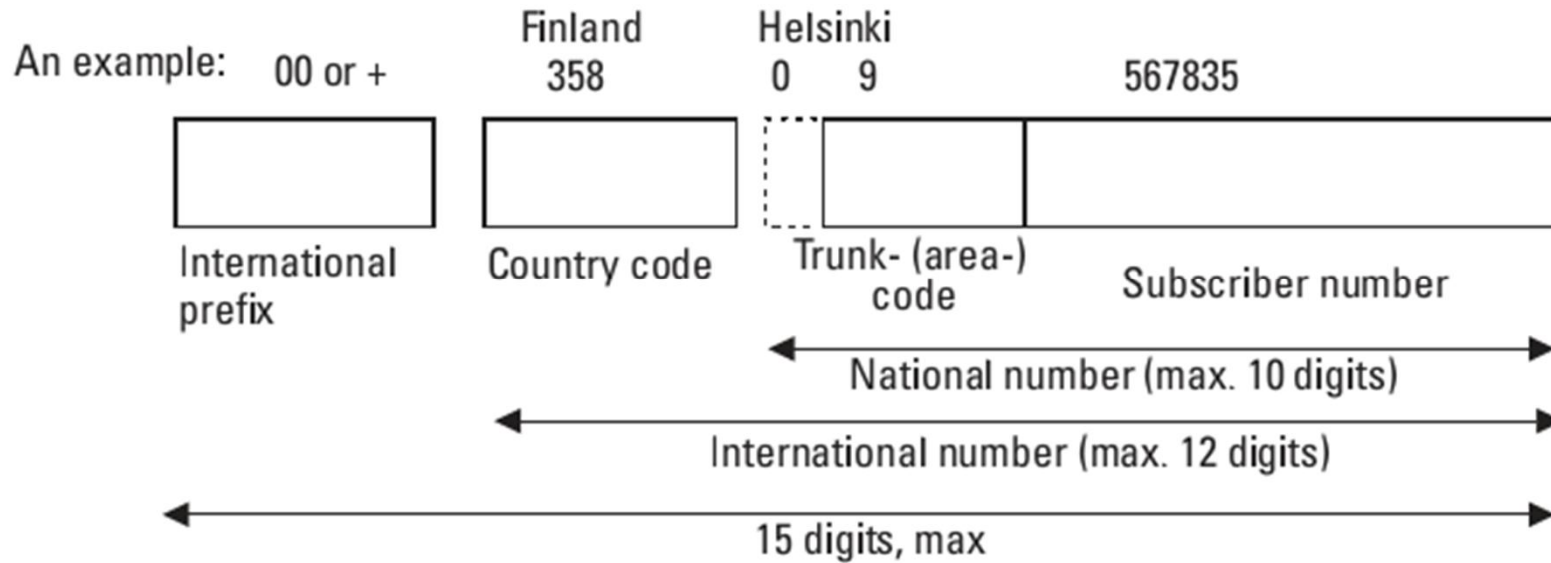 Finland Helsinki
An example: 00 or + 358 0 9 567835
International prefix
Country code
Trunk- (area-) code
Subscriber number
National number (max. 10 digits)
International number (max. 12 digits)
15 digits, max